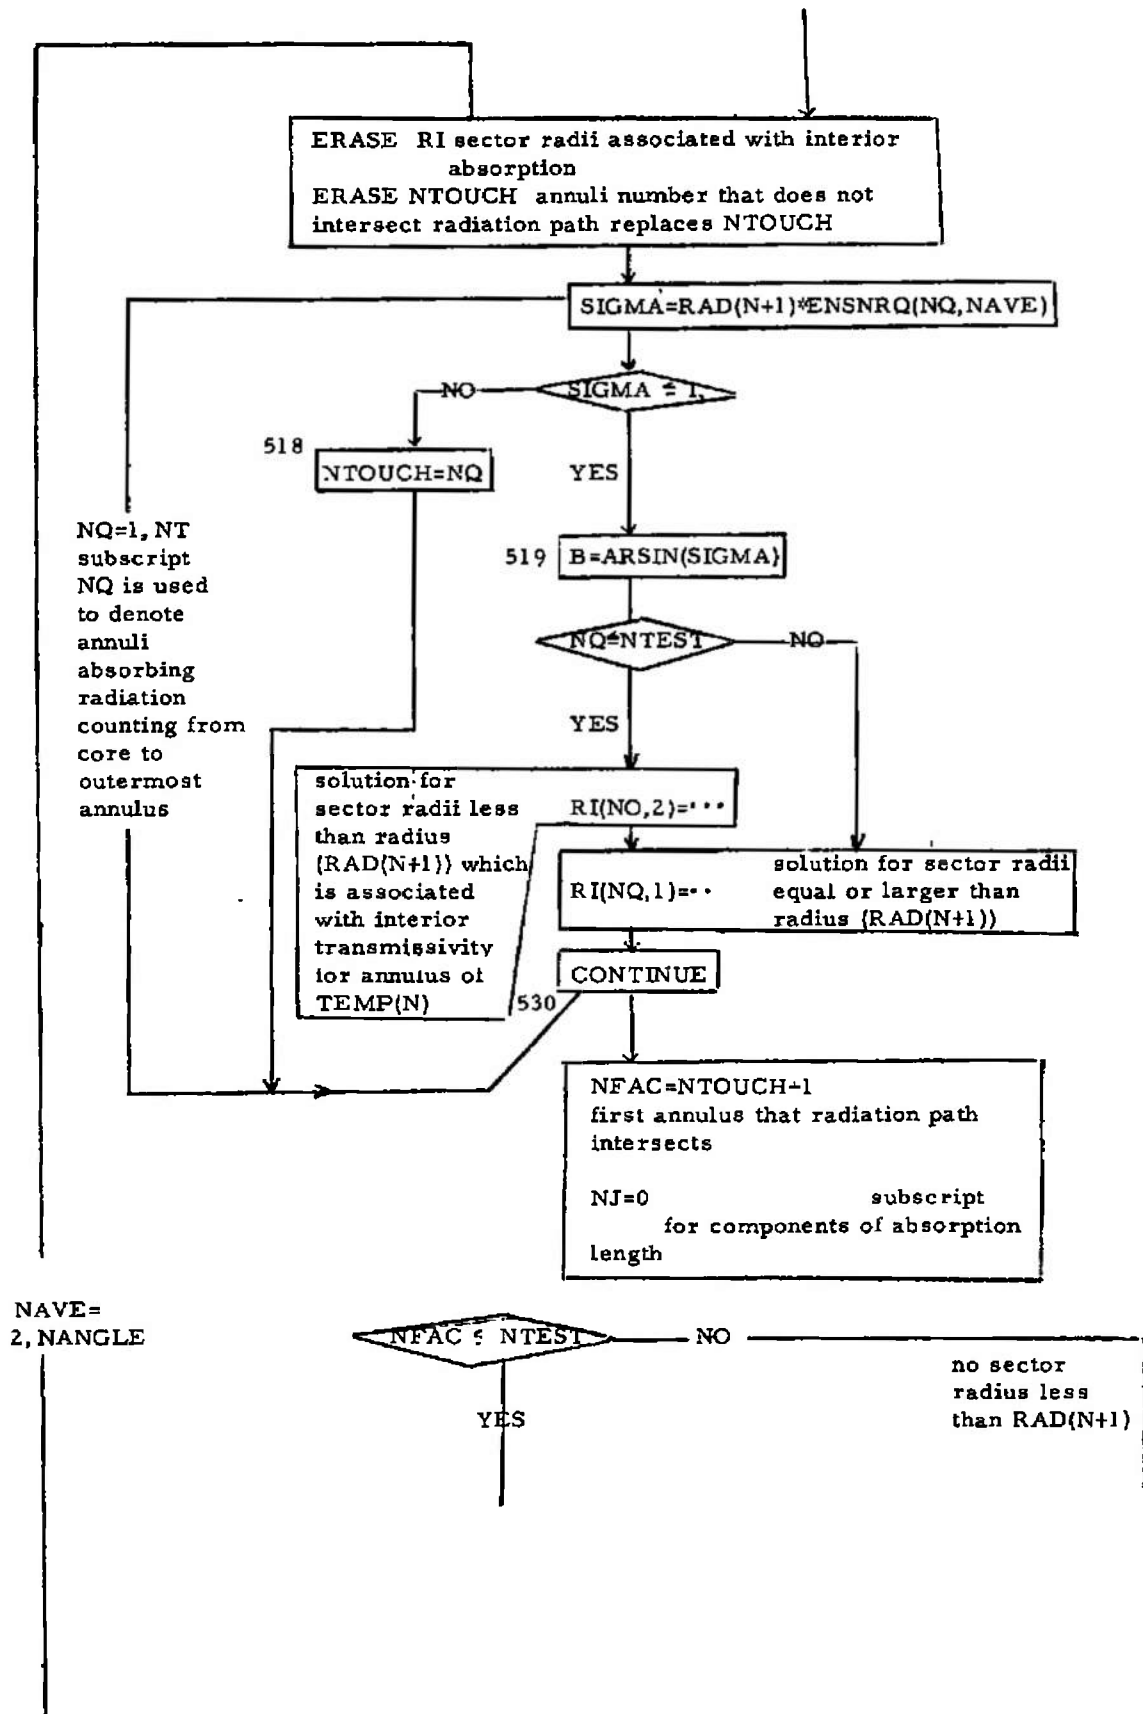 ERASE RI sector radii associated with interior
absorption
ERASE NTOUCH annuli number that does not
intersect radiation path replaces NTOUCH
SIGMA=RAD(N+1)*ENSNRQ(NQ,NAVE)
NO
SIGMA ≤ 1.
518
NTOUCH=NQ
YES
NQ=1, NT
subscript
NQ is used
to denote
annuli
absorbing
radiation
counting from
core to
outermost
annulus
519
B=ARSIN(SIGMA)
NQ≤NTEST
NO
YES
solution for
sector radii less
than radius
(RAD(N+1)) which
is associated
with interior
transmissivity
for annulus of
TEMP(N)
RI(NQ,2)=···
RI(NQ,1)=··
solution for sector radii
equal or larger than
radius (RAD(N+1))
CONTINUE
530
NFAC=NTOUCH+1
first annulus that radiation path
intersects
NJ=0 subscript
for components of absorption
length
NAVE=
2, NANGLE
NFAC ≤ NTEST
NO
no sector
radius less
than RAD(N+1)
YES